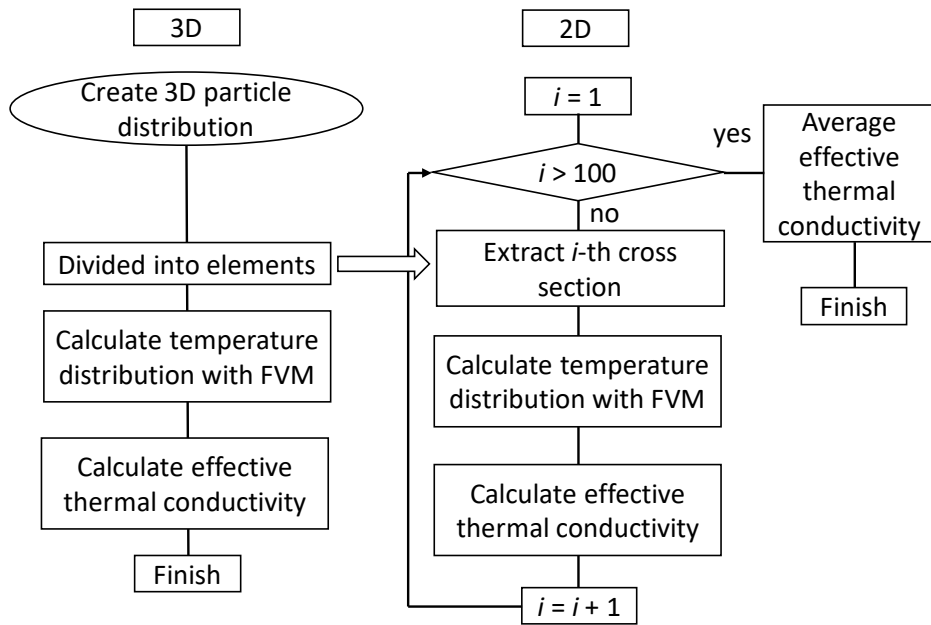 3D
Create 3D particle
distribution
Divided into elements
Calculate temperature
distribution with FVM
Calculate effective
thermal conductivity
Finish
2D
i = 1
i > 100
yes
no
Extract i-th cross
section
Calculate temperature
distribution with FVM
Calculate effective
thermal conductivity
i = i + 1
Average
effective
thermal
conductivity
Finish